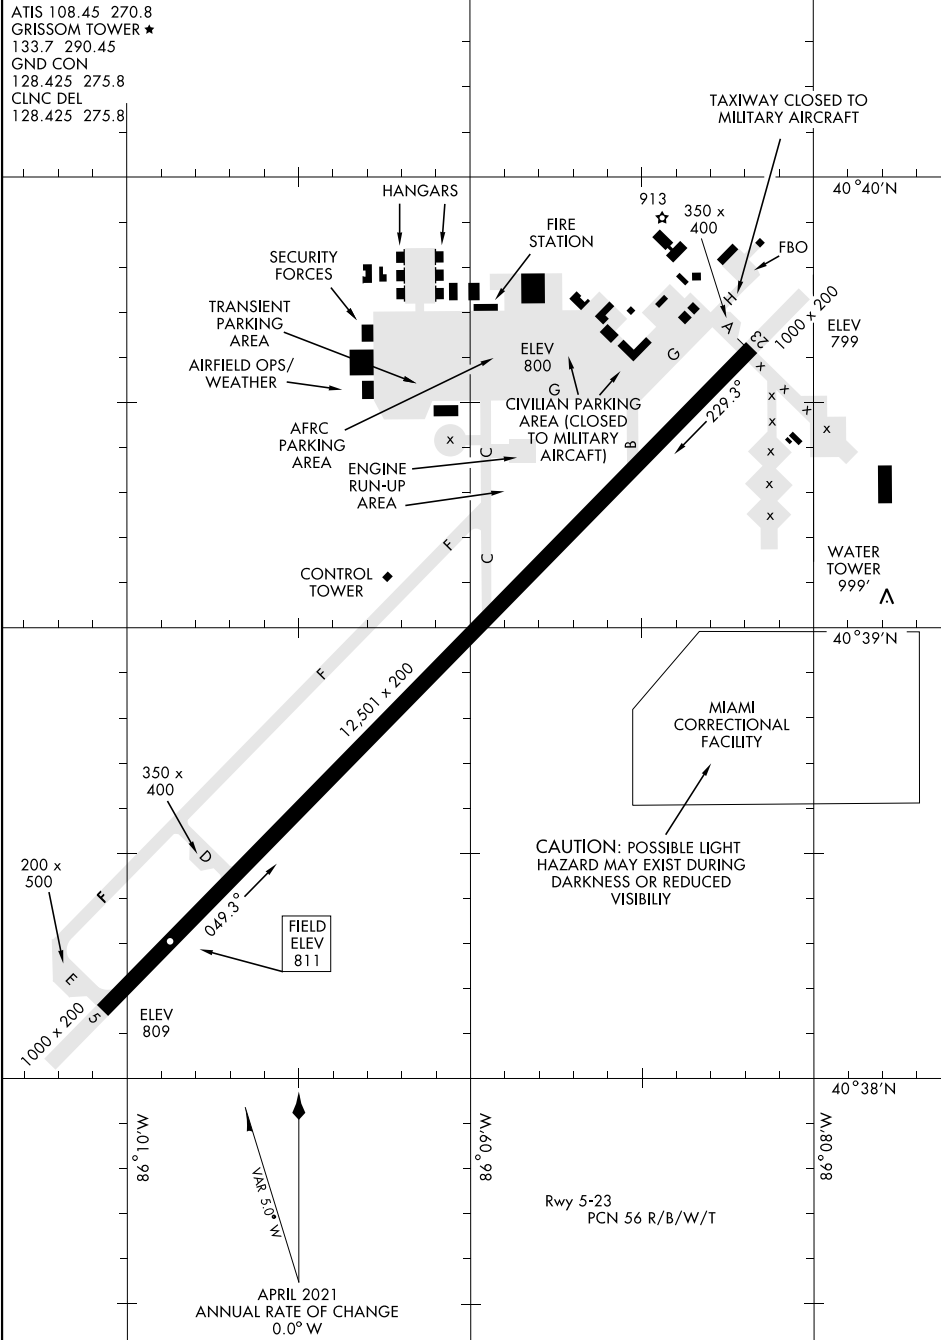 ATIS 108.45 270.8
GRISSOM TOWER ★
133.7 290.45
GND CON
128.425 275.8
CLNC DEL
128.425 275.8
TAXIWAY CLOSED TO
MILITARY AIRCRAFT
40°40'N
HANGARS
913
350 x
400
FIRE
STATION
FBO
SECURITY
FORCES
H
TRANSIENT
PARKING
AREA
1000 x 200
A
ELEV
799
23
AIRFIELD OPS/
WEATHER
ELEV
800
G
G
229.3°
CIVILIAN PARKING
AREA (CLOSED
TO MILITARY
AIRCAFT)
AFRC
PARKING
AREA
x
x
x
x
x
x
x
x
x
x
B
C
ENGINE
RUN-UP
AREA
F
C
CONTROL
TOWER
WATER
TOWER
999'
40°39'N
F
12,501 x 200
MIAMI
CORRECTIONAL
FACILITY
350 x
400
CAUTION: POSSIBLE LIGHT
HAZARD MAY EXIST DURING
DARKNESS OR REDUCED
VISIBILIY
D
200 x
500
F
049.3°
FIELD
ELEV
811
E
5
1000 x 200
ELEV
809
40°38'N
86°10'W
86°09'W
86°08'W
VAR 5.0° W
Rwy 5-23
PCN 56 R/B/W/T
APRIL 2021
ANNUAL RATE OF CHANGE
0.0° W